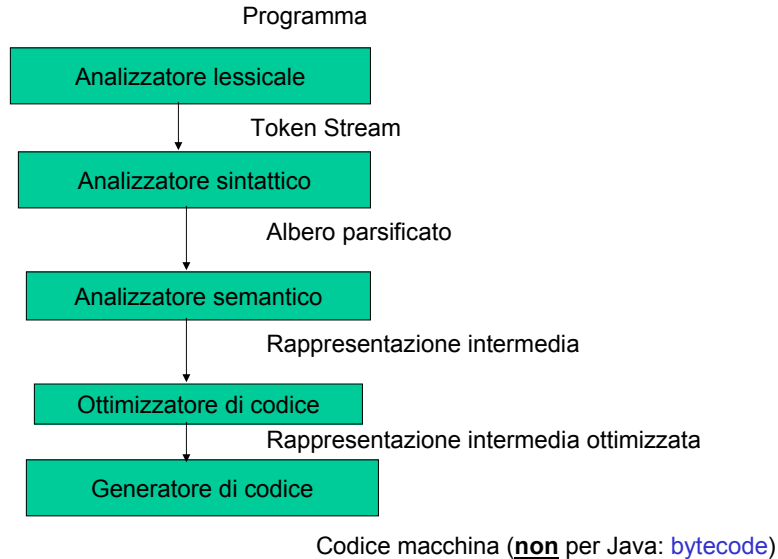 Programma
Analizzatore lessicale
Token Stream
Analizzatore sintattico
Albero parsificato
Analizzatore semantico
Rappresentazione intermedia
Ottimizzatore di codice
Rappresentazione intermedia ottimizzata
Generatore di codice
Codice macchina (non per Java: bytecode)